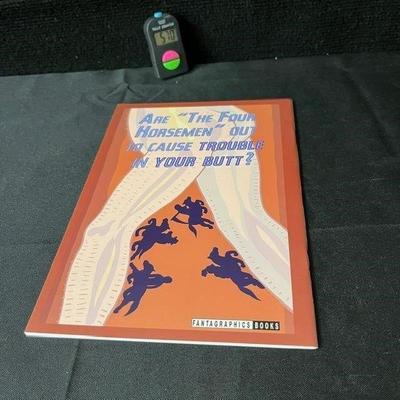 ARE "THE FOUR
HORSEMEN" OUT
TO CAUSE TROUBLE
IN YOUR BUTT?
FANTAGRAPHICS BOOKS